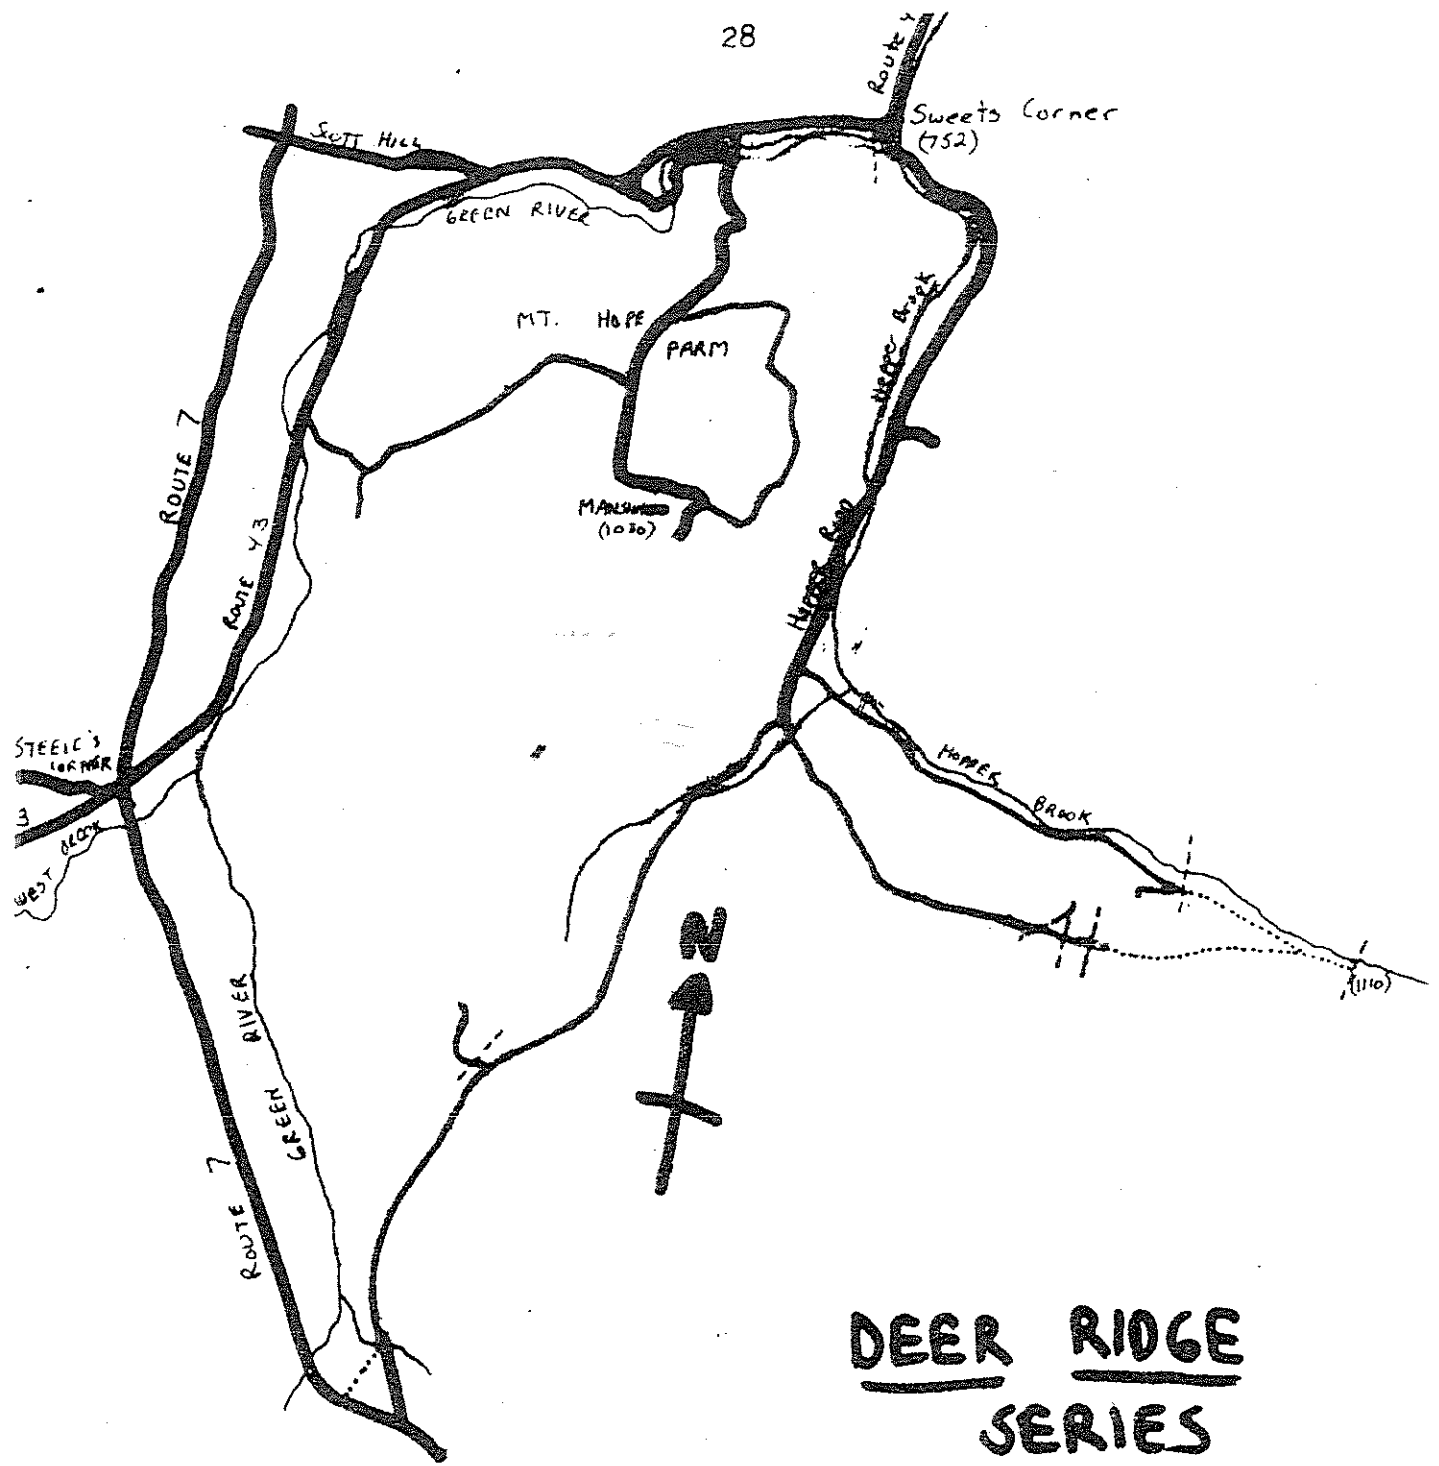 28
Route 4
Sweets Corner
(752)
SCOTT HILL
GREEN RIVER
MT. HOPE
FARM
Hopper Brook
ROUTE 7
ROUTE 43
(1030)
Hopper Road
STEELE'S
CORNER
3
WEST BROOK
HOPPER
BROOK
(1110)
N
GREEN RIVER
ROUTE 7
DEER RIDGE
SERIES